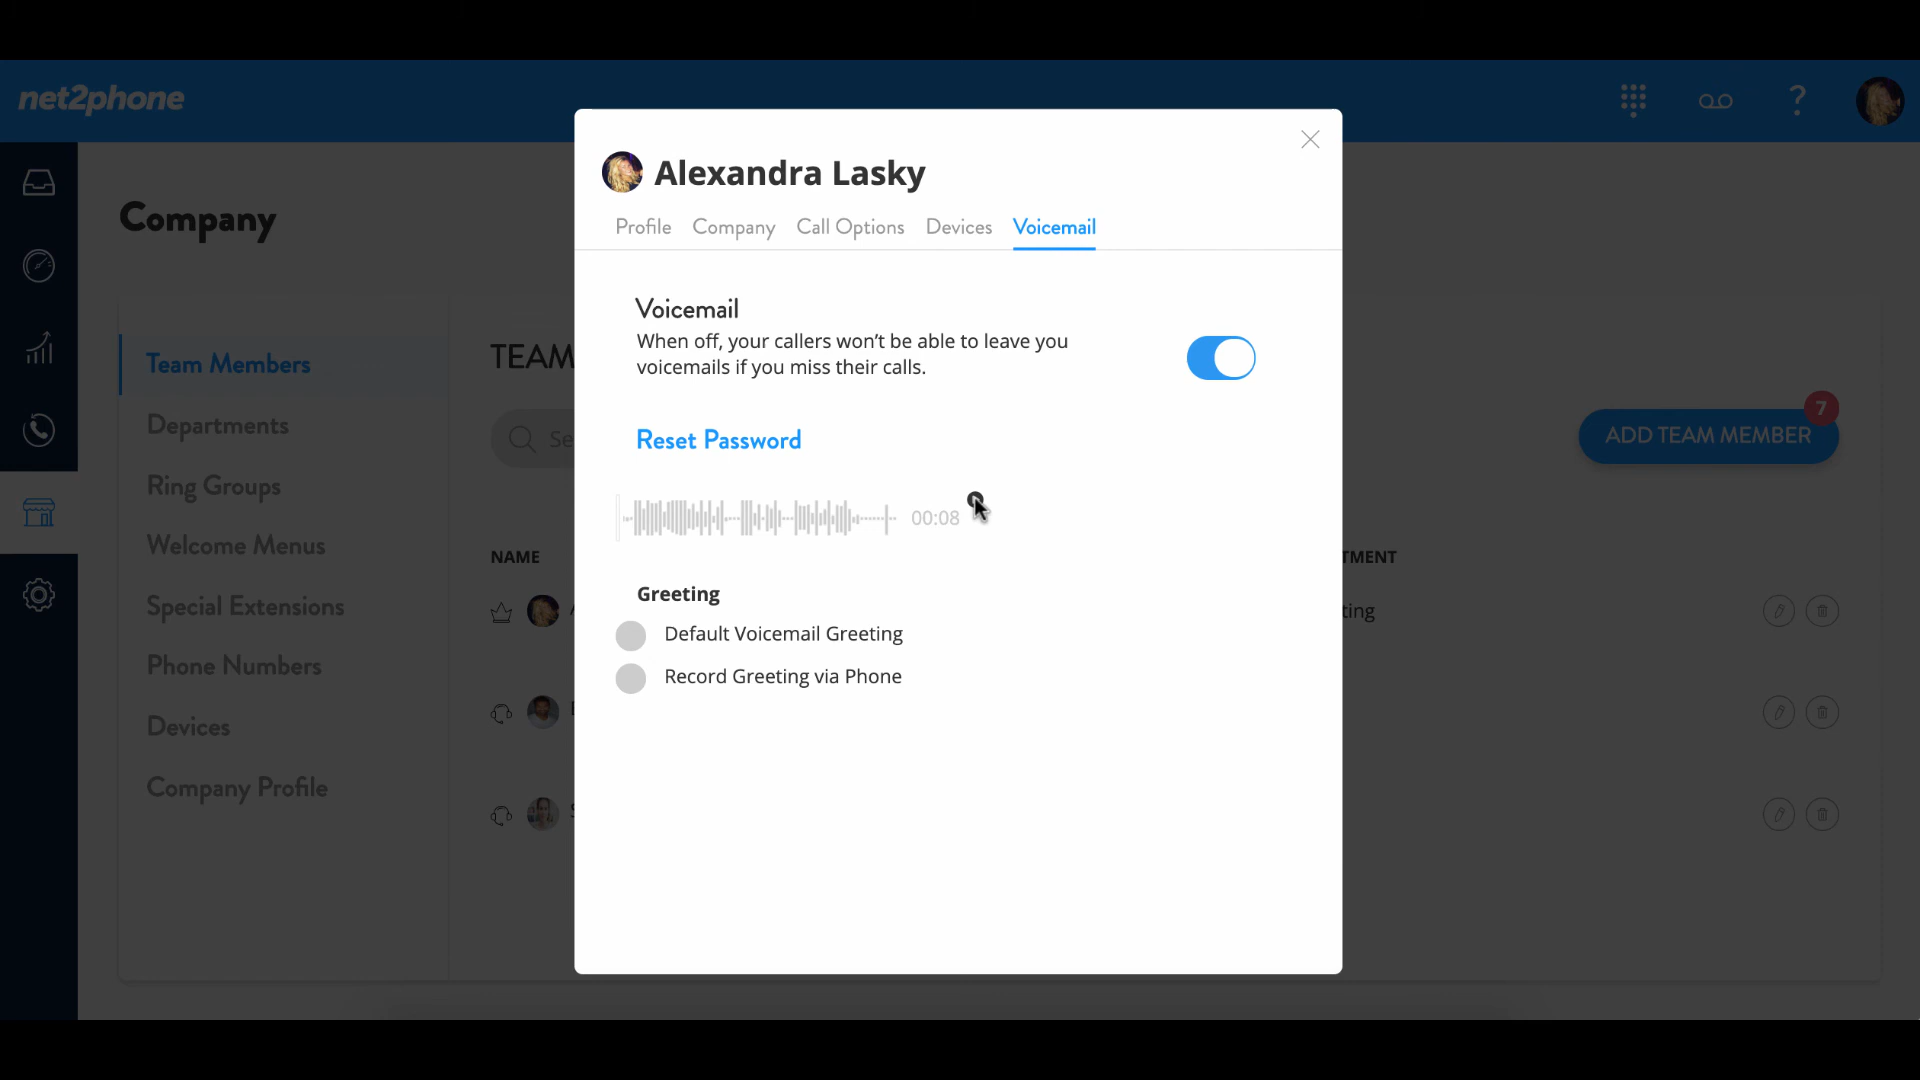 net2phone
Alexandra Lasky
Profile Company Call Options Devices Voicemail
Company
Voicemail
When off, your callers won't be able to leave you
voicemails if you miss their calls.
Team Members
TEAM
Departments
Se
7
ADD TEAM MEMBER
Reset Password
Ring Groups
00:08
Welcome Menus
NAME
TMENT
Greeting
Special Extensions
ting
Default Voicemail Greeting
Phone Numbers
Record Greeting via Phone
Devices
Company Profile